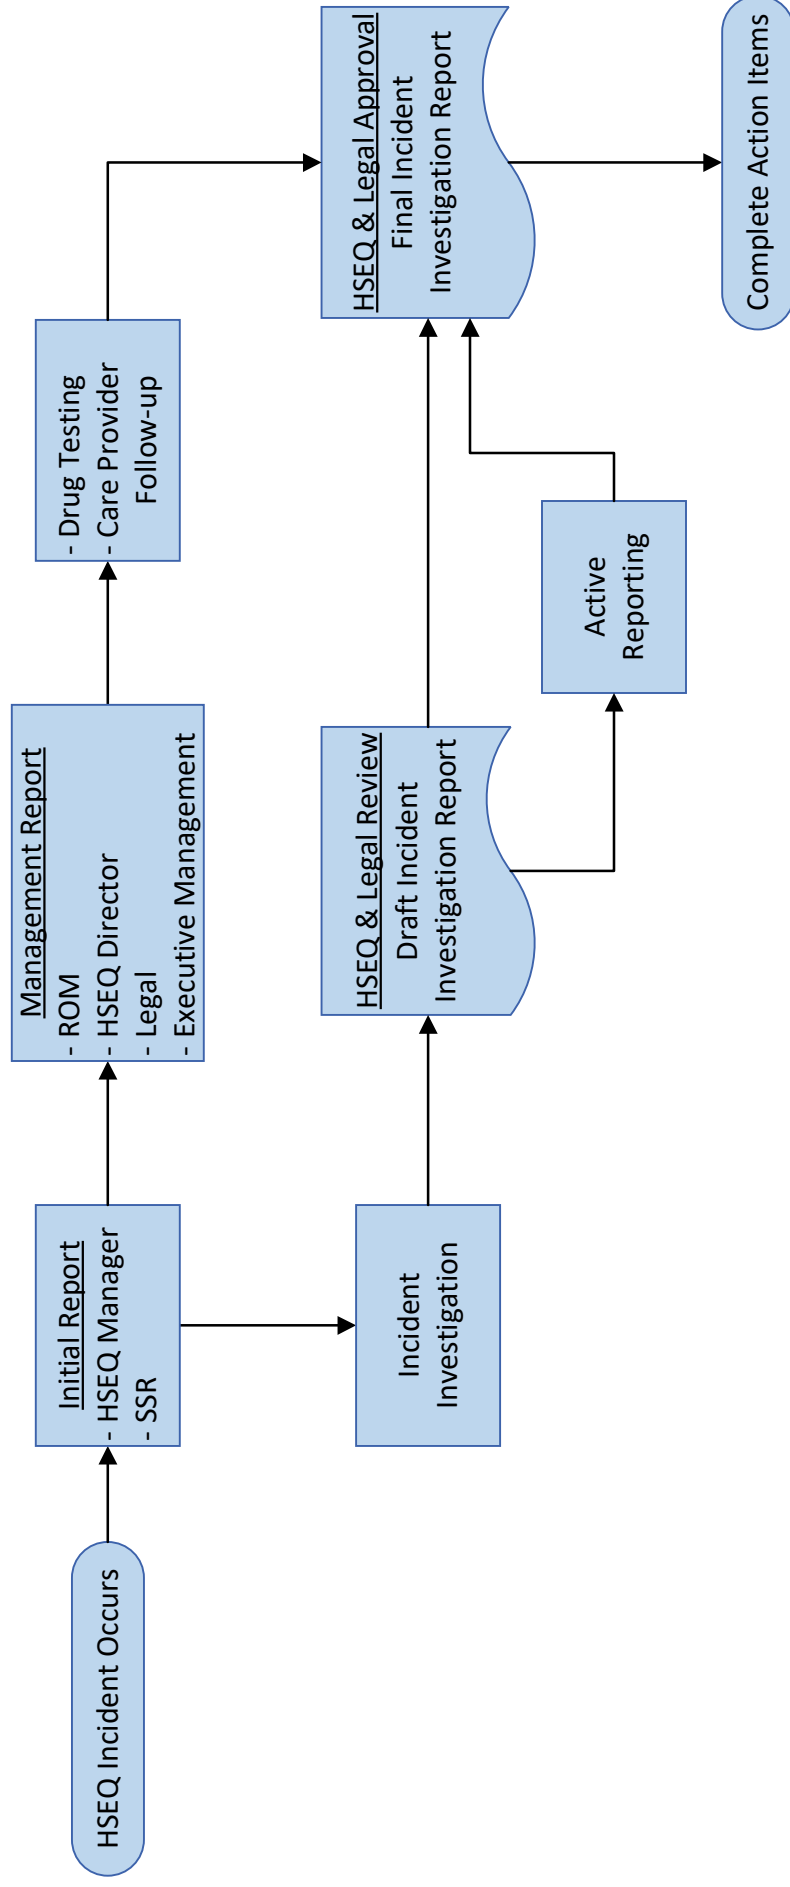 HSEQ Incident Occurs
Initial Report
- HSEQ Manager
- SSR
Management Report
- ROM
- HSEQ Director
- Legal
- Executive Management
- Drug Testing
- Care Provider
Follow-up
Incident
Investigation
HSEQ & Legal Review
Draft Incident
Investigation Report
Active
Reporting
HSEQ & Legal Approval
Final Incident
Investigation Report
Complete Action Items